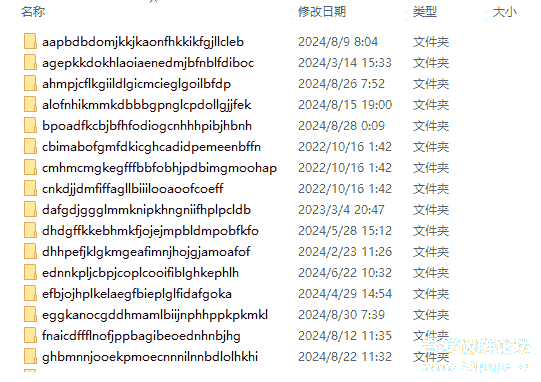 名称 修改日期 类型 大小
aapbdbdomjkkjkaonfhkkikfgjllcleb 2024/8/9 8:04 文件夹
agepkkdokhlaoiaenedmjbfnblfdiboc 2024/3/14 15:33 文件夹
ahmpjcflkgiildlgicmcieglgoilbfdp 2024/8/26 7:52 文件夹
alofnhikmmkdbbbgpnglcpdollgjjfek 2024/8/15 19:00 文件夹
bpoadfkcbjbfhfodiogcnhhhpibjhbnh 2024/8/28 0:09 文件夹
cbimabofgmfdkicghcadidpemeenbffn 2022/10/16 1:42 文件夹
cmhmcmgkegfffbbfobhjpdbimgmoohap 2022/10/16 1:42 文件夹
cnkdjjdmfiffagllbiiilooaoofcoeff 2022/10/16 1:42 文件夹
dafgdjggglmmknipkhngniifhplpcldb 2023/3/4 20:47 文件夹
dhdgffkkebhmkfjojejmpbldmpobfkfo 2024/5/28 15:12 文件夹
dhhpefjklgkmgeafimnjhojgjamoafof 2024/2/23 11:26 文件夹
ednnkpljcbpjcoplcooifiblghkephlh 2024/6/22 10:32 文件夹
efbjojhplkelaegfbieplglfidafgoka 2024/4/29 14:54 文件夹
eggkanocgddhmamlbiijnphhppkpkmkl 2024/8/30 7:39 文件夹
fnaicdffflnofjppbagibeoednhnbjhg 2024/8/12 11:35 文件夹
ghbmnnjooekpmoecnnnilnnbdlolhkhi 2024/8/22 11:32 文件夹